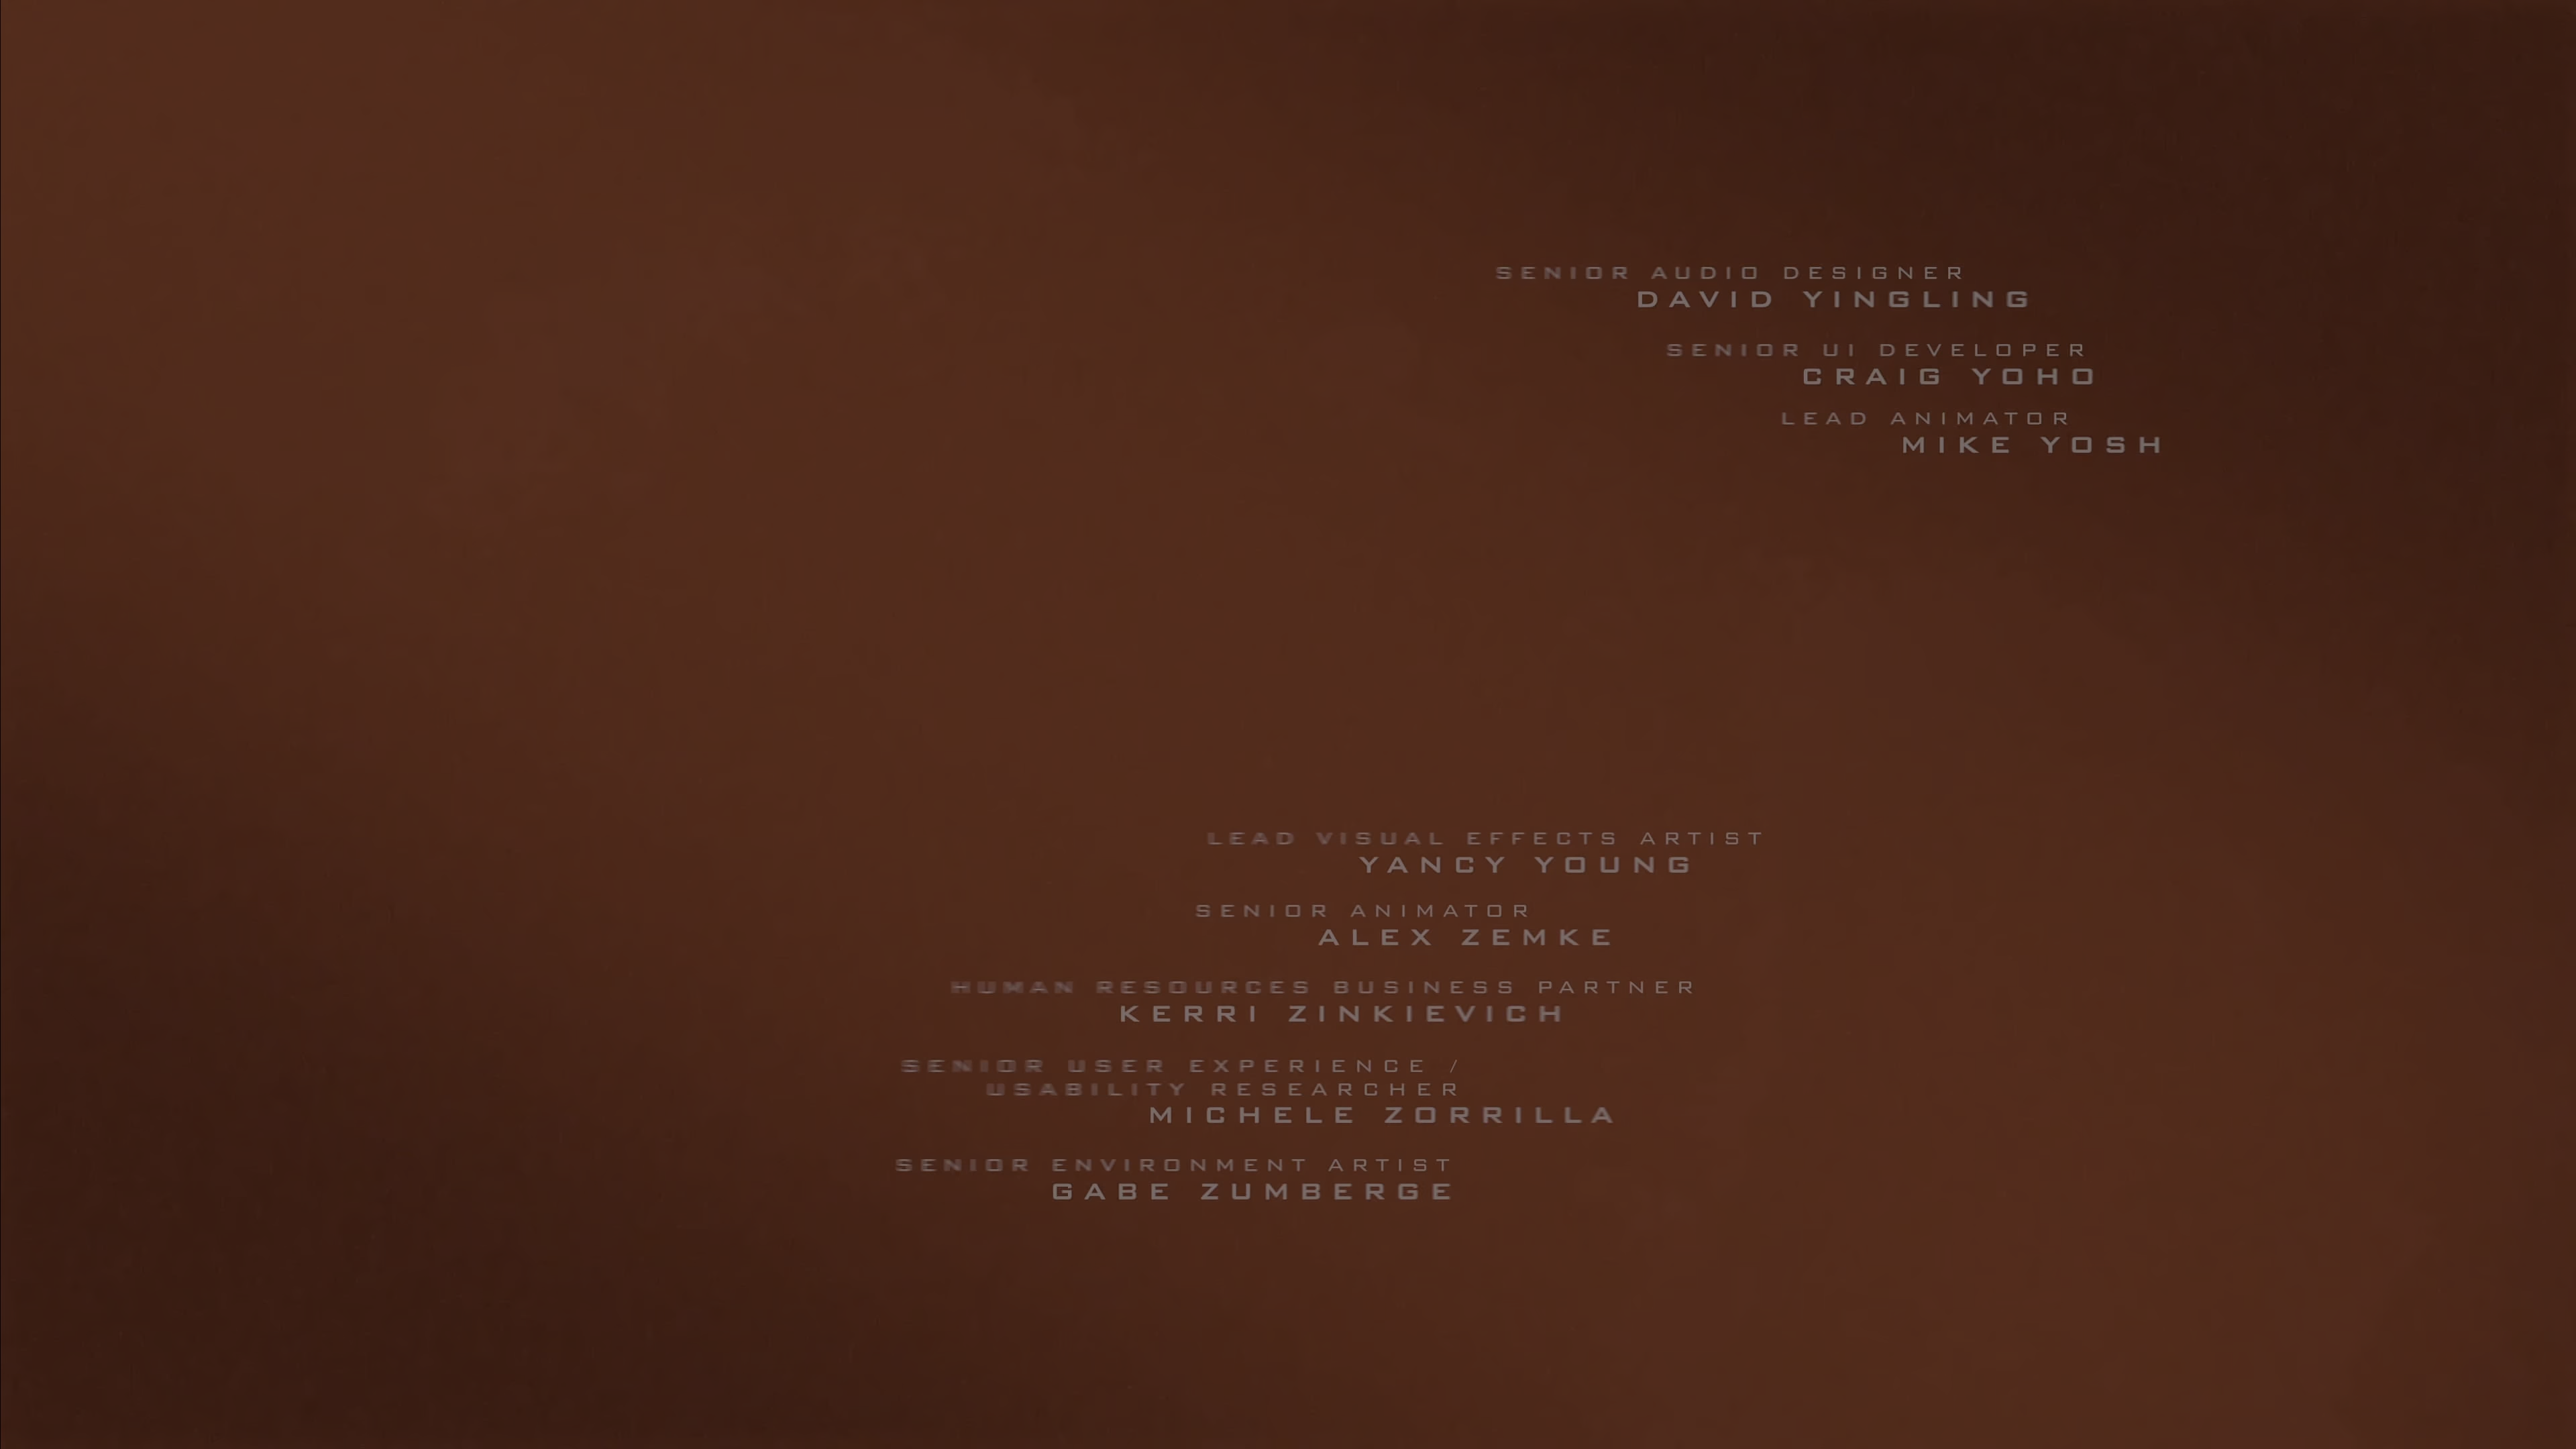 SENIOR AUDIO DESIGNER
DAVID YINGLING
SENIOR UI DEVELOPER
CRAIG YOHO
LEAD ANIMATOR
MIKE YOSH
LEAD VISUAL EFFECTS ARTIST
YANCY YOUNG
SENIOR ANIMATOR
ALEX ZEMKE
HUMAN RESOURCES BUSINESS PARTNER
KERRI ZINKIEVICH
SENIOR USER EXPERIENCE /
USABILITY RESEARCHER
MICHELE ZORRILLA
SENIOR ENVIRONMENT ARTIST
GABE ZUMBERGE